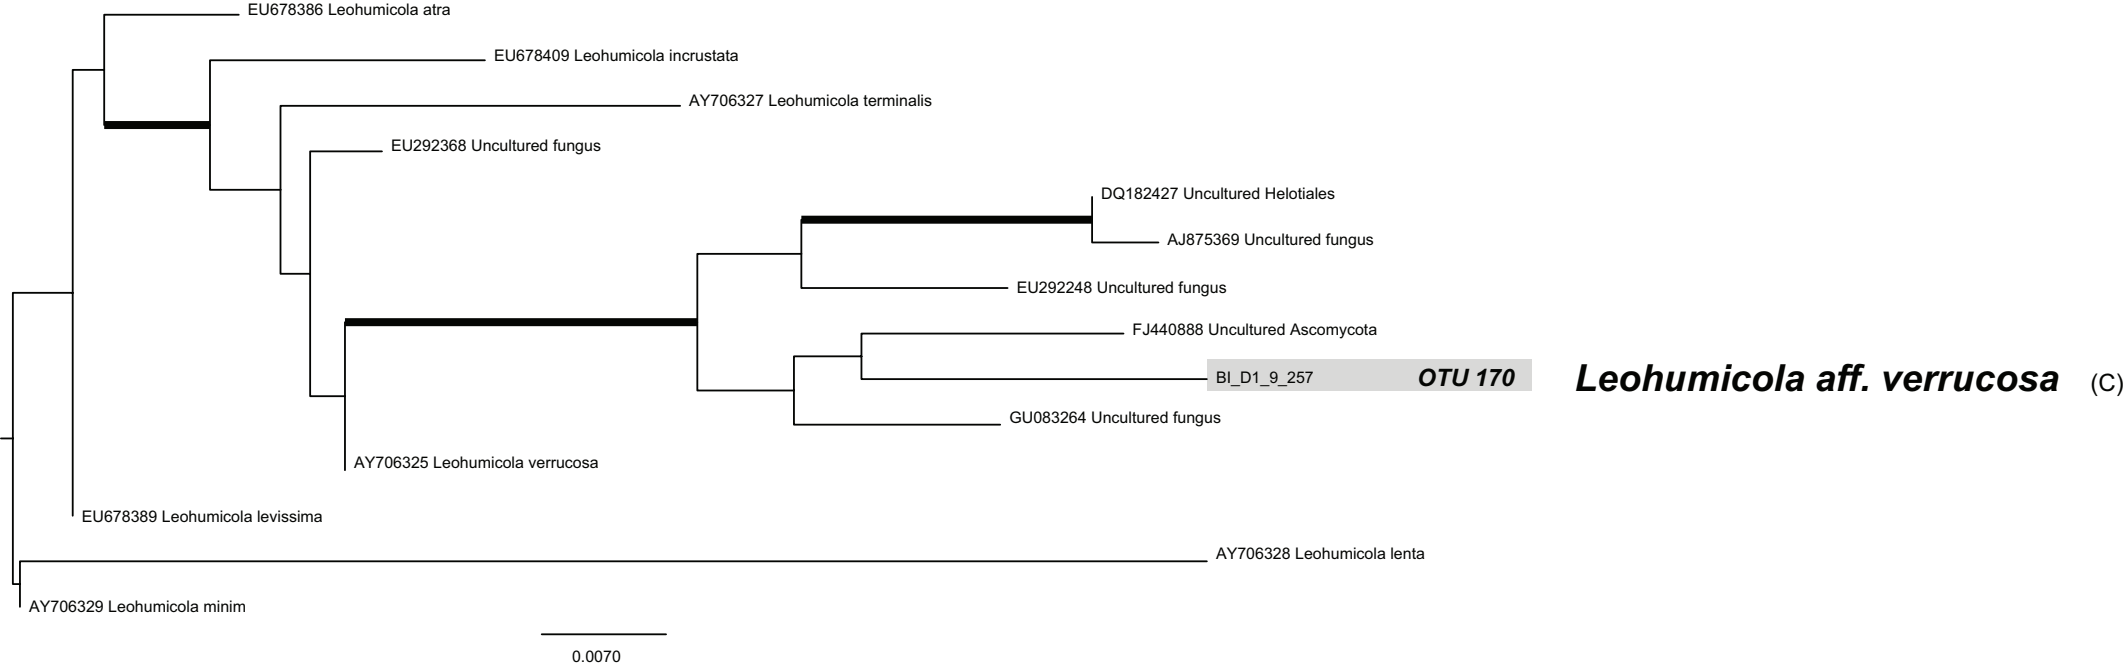 EU678386 Leohumicola atra
EU678409 Leohumicola incrustata
AY706327 Leohumicola terminalis
EU292368 Uncultured fungus
DQ182427 Uncultured Helotiales
AJ875369 Uncultured fungus
EU292248 Uncultured fungus
FJ440888 Uncultured Ascomycota
BI_D1_9_257 OTU 170 Leohumicola aff. verrucosa (C)
GU083264 Uncultured fungus
AY706325 Leohumicola verrucosa
EU678389 Leohumicola levissima
AY706328 Leohumicola lenta
AY706329 Leohumicola minim
0.0070